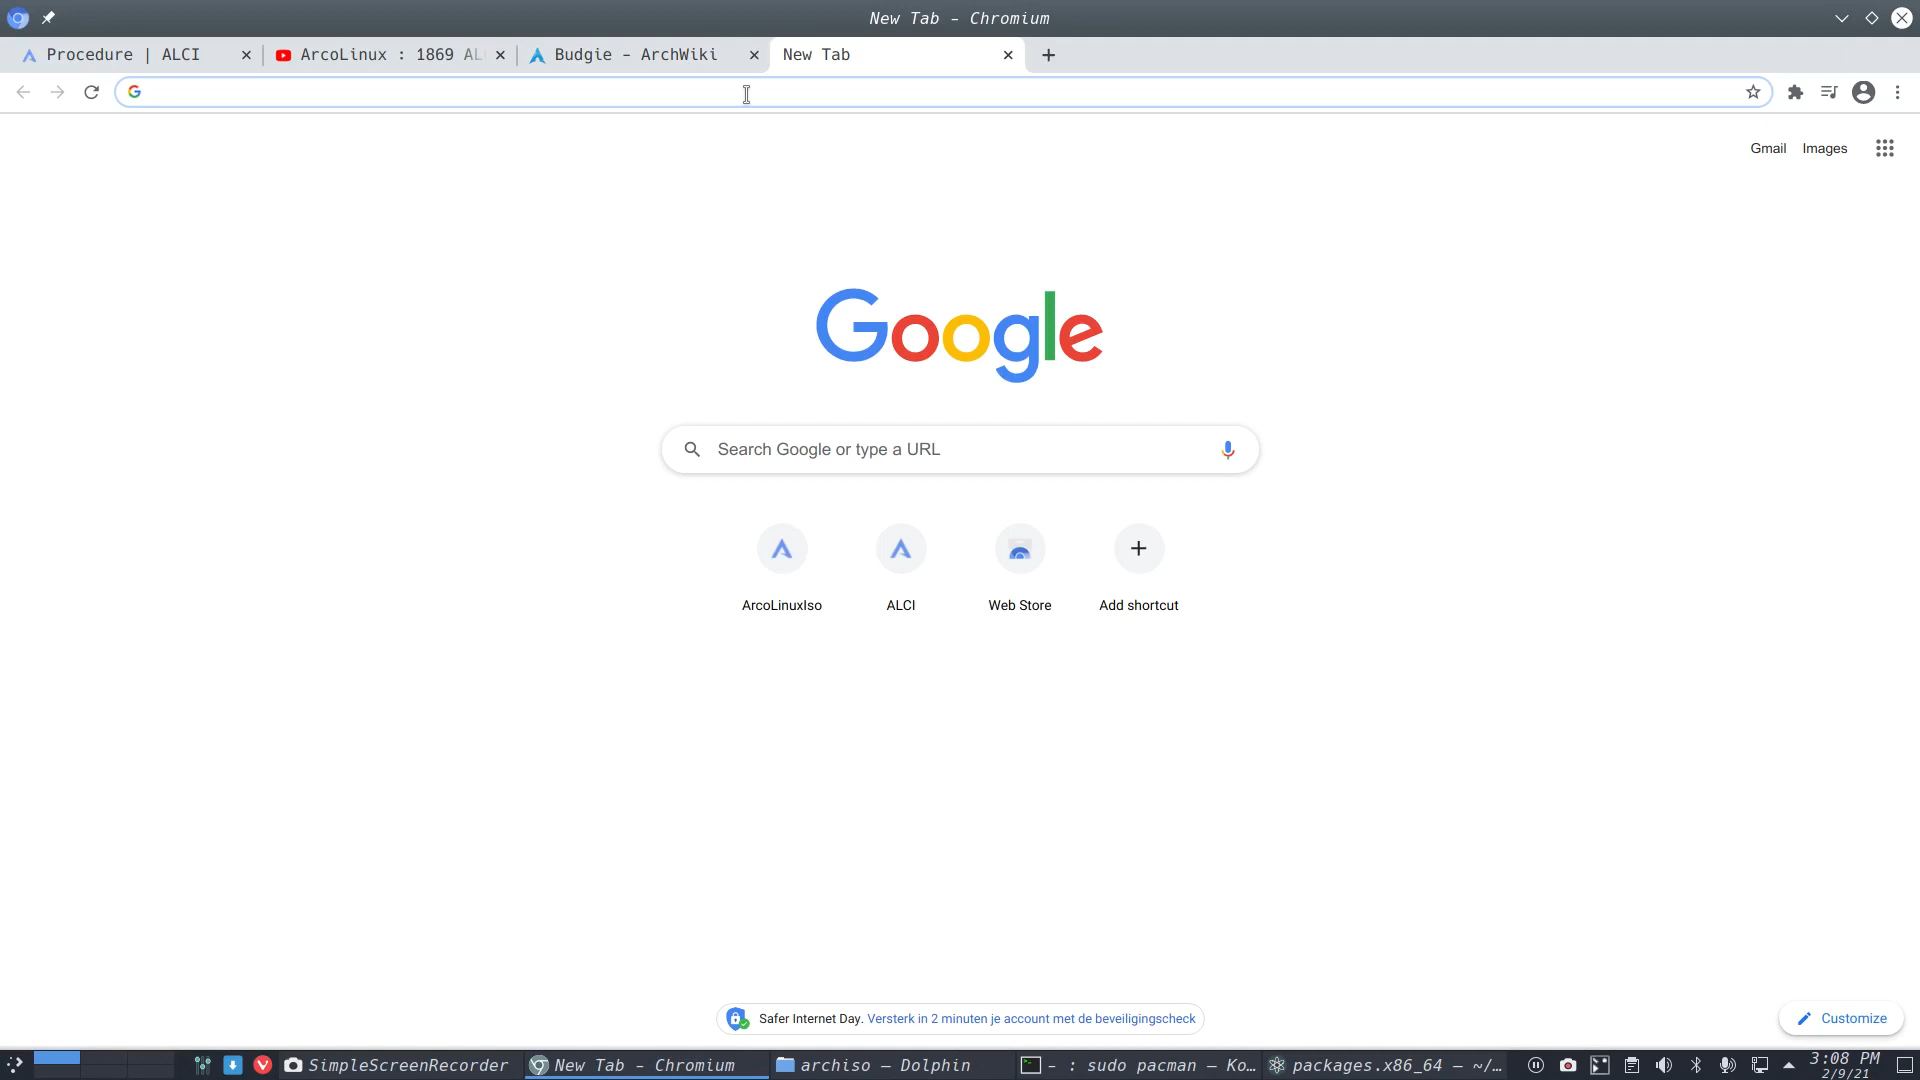 New Tab – Chromium
Procedure | ALCI
ArcoLinux : 1869 AL
Budgie - ArchWiki
New Tab
Gmail Images
Google
Search Google or type a URL
ArcoLinuxIso
ALCI
Web Store
Add shortcut
Safer Internet Day. Versterk in 2 minuten je account met de beveiligingscheck
Customize
SimpleScreenRecorder
New Tab - Chromium
archiso — Dolphin
- : sudo pacman — Ko...
packages.x86_64 — ~/...
3:08 PM
2/9/21